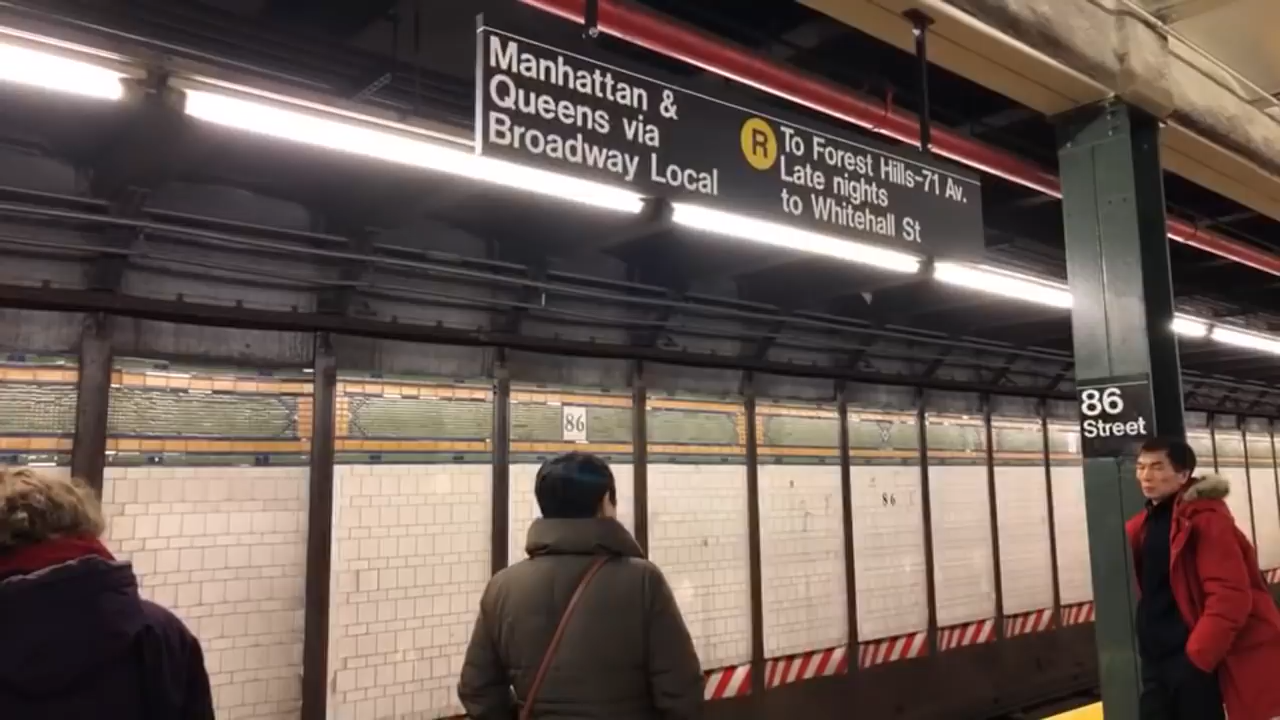 Manhattan &
Queens via
Broadway Local
R
To Forest Hills-71 Av.
Late nights
to Whitehall St
86
Street
86
86